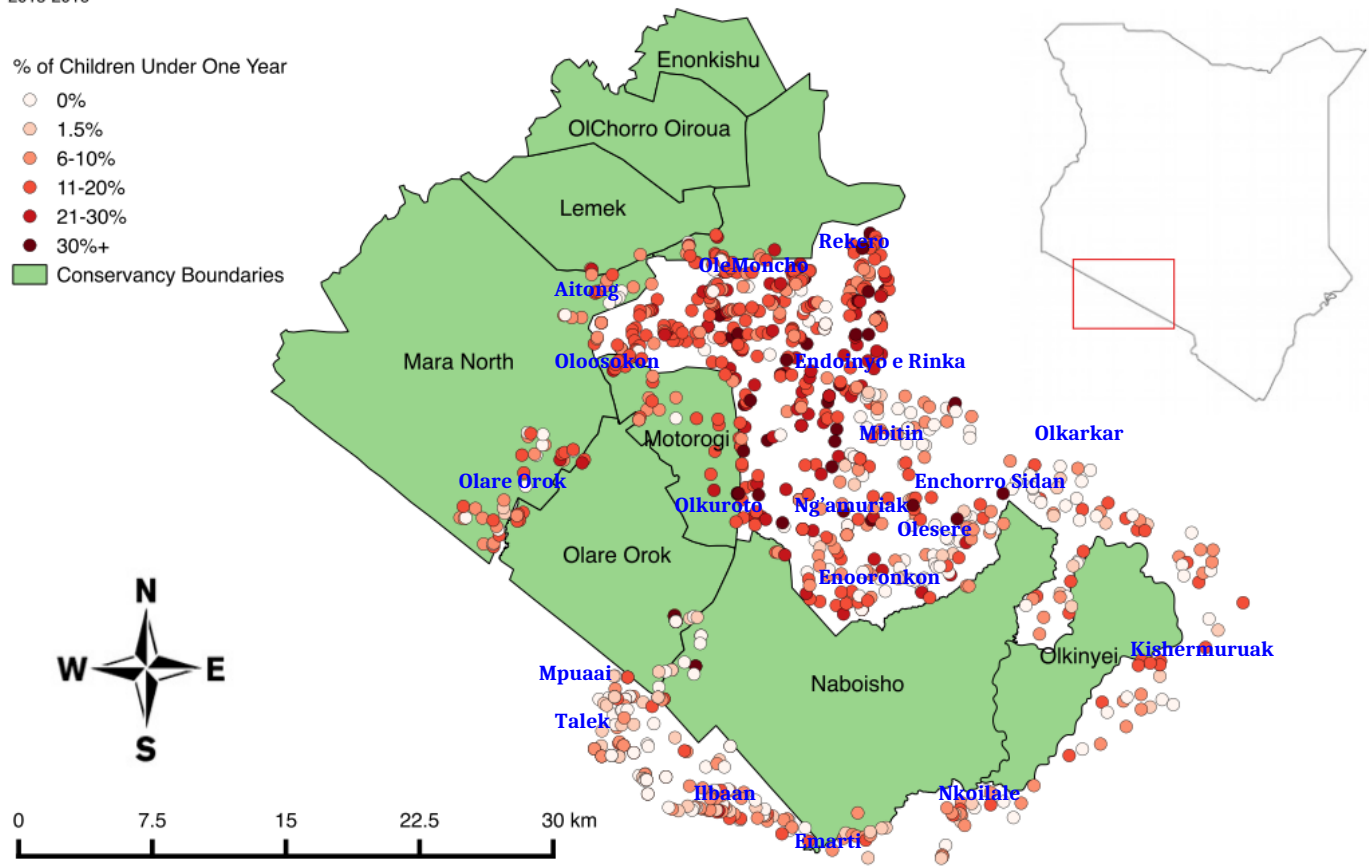 % of Children Under One Year
0%
1.5%
6-10%
11-20%
21-30%
30%+
Conservancy Boundaries
Enonkishu
OlChorro Oiroua
Lemek
Rekero
OleMoncho
Aitong
Mara North
Oloosokon
Endoinyo e Rinka
Motorogi
Mbitin
Olkarkar
Olare Orok
Enchorro Sidan
Olkuroto
Ng'amuriak
Olesere
Olare Orok
Enooronkon
N
W
E
S
Mpuaai
Naboisho
Olkinyei
Kishermuruak
Talek
Ilbaan
Nkoilale
Emarti
0 7.5 15 22.5 30 km